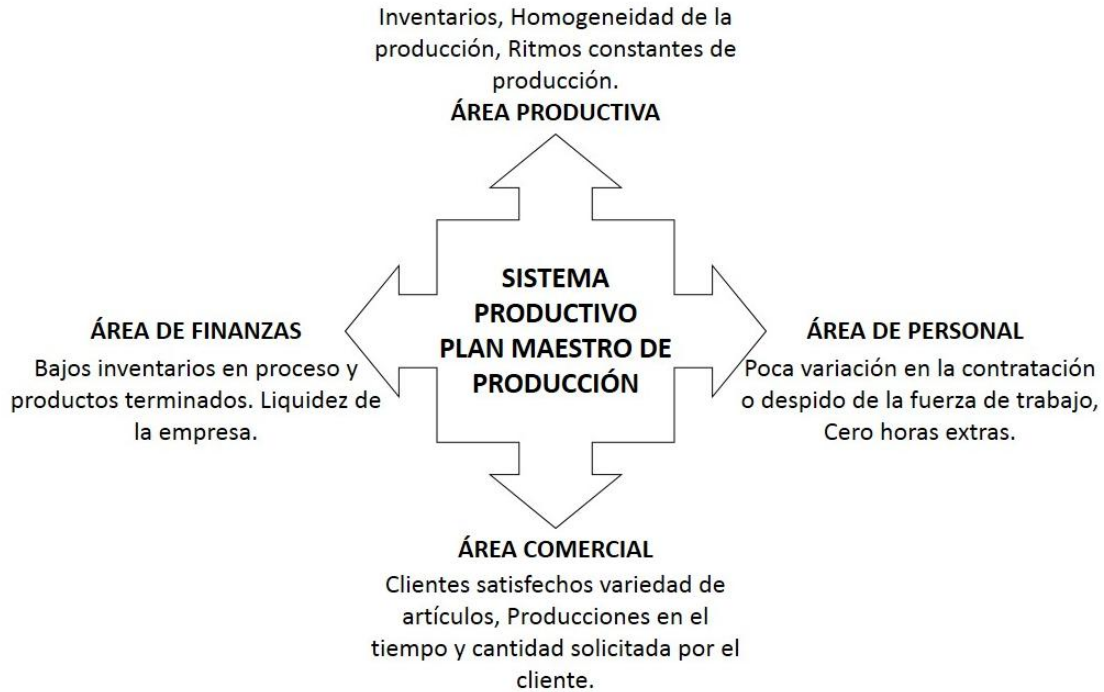 Inventarios, Homogeneidad de la
producción, Ritmos constantes de
producción.
ÁREA PRODUCTIVA
SISTEMA
PRODUCTIVO
PLAN MAESTRO DE
PRODUCCIÓN
ÁREA DE FINANZAS
Bajos inventarios en proceso y
productos terminados. Liquidez de
la empresa.
ÁREA DE PERSONAL
Poca variación en la contratación
o despido de la fuerza de trabajo,
Cero horas extras.
ÁREA COMERCIAL
Clientes satisfechos variedad de
artículos, Producciones en el
tiempo y cantidad solicitada por el
cliente.